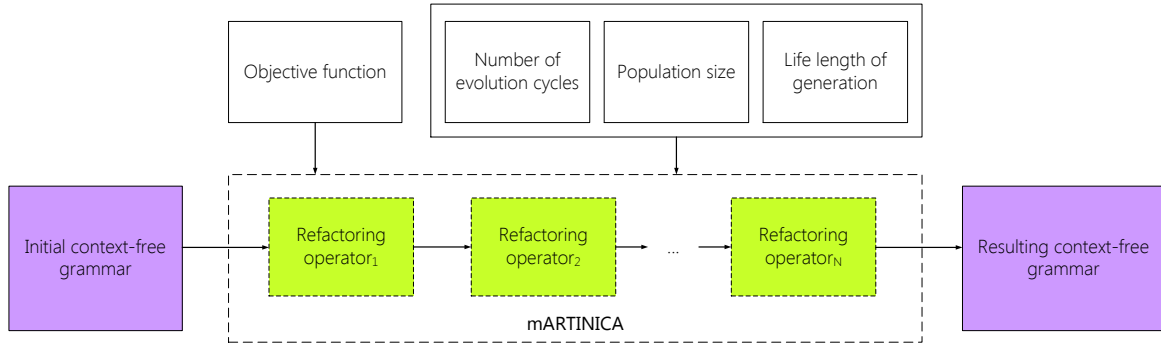 Objective function
Number of
evolution cycles
Population size
Life length of
generation
Initial context-free
grammar
Refactoring
operator1
Refactoring
operator2
...
Refactoring
operatorN
Resulting context-free
grammar
mARTINICA